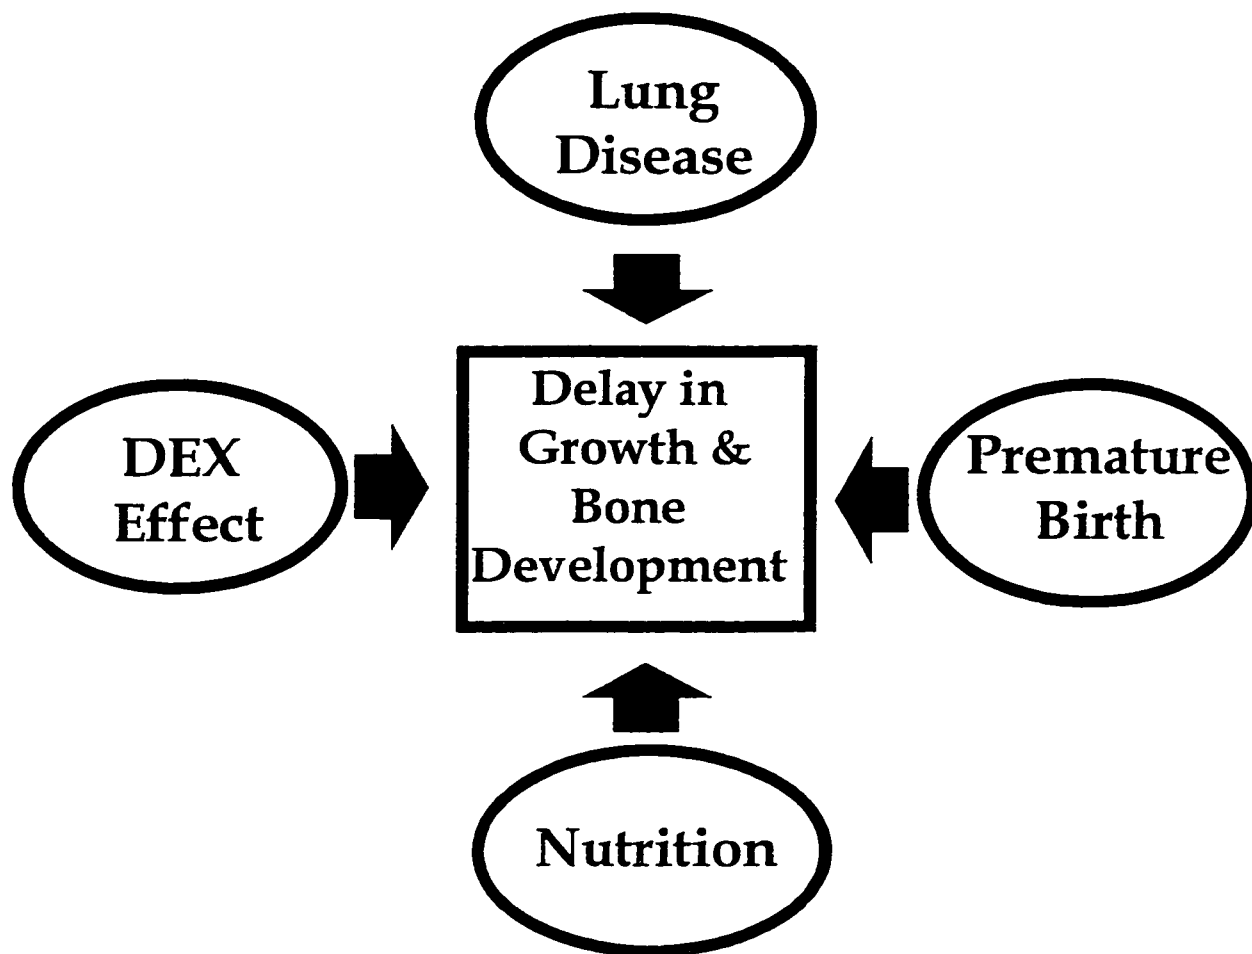 Lung
Disease
DEX
Effect
Delay in
Growth &
Bone
Development
Premature
Birth
Nutrition